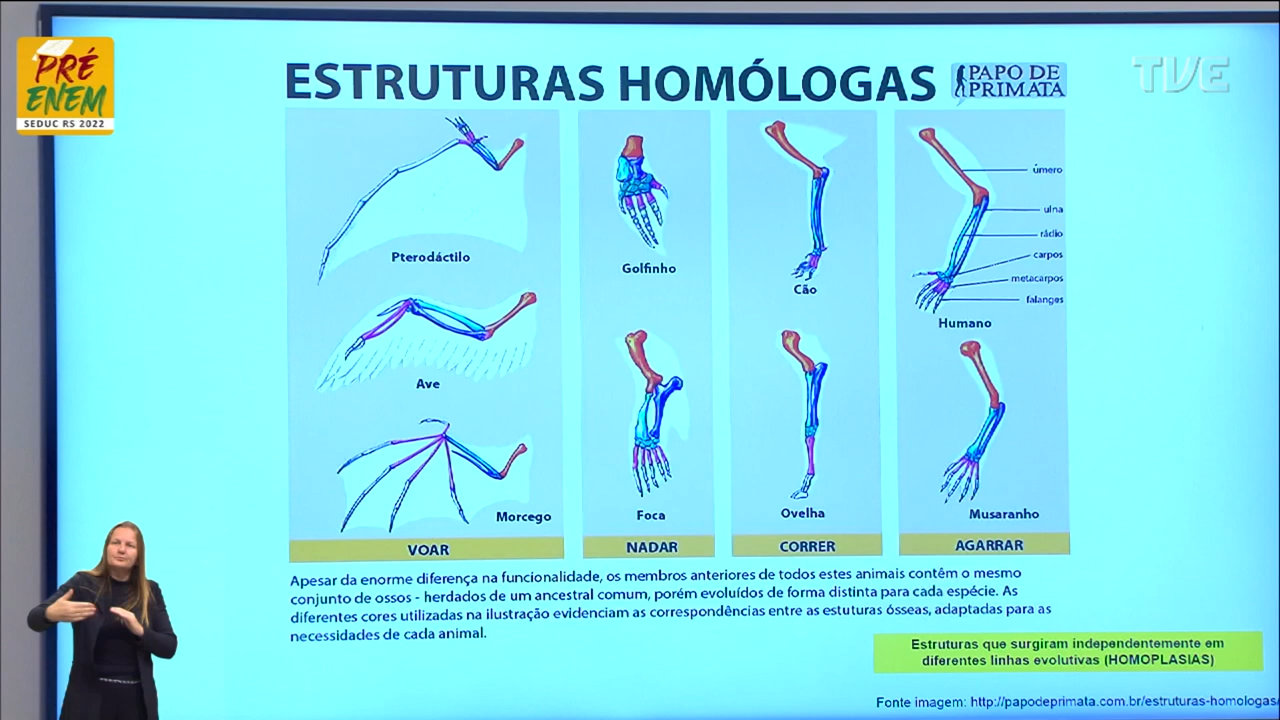 PRÉ
ENEM
SEDUC RS 2022
ESTRUTURAS HOMÓLOGAS
PAPO DE
PRIMATA
TVE
Pterodáctilo
Ave
Morcego
VOAR
Golfinho
Foca
NADAR
Cão
Ovelha
CORRER
úmero
ulna
rádio
carpos
metacarpos
falanges
Humano
Musaranho
AGARRAR
Apesar da enorme diferença na funcionalidade, os membros anteriores de todos estes animais contêm o mesmo
conjunto de ossos - herdados de um ancestral comum, porém evoluídos de forma distinta para cada espécie. As
diferentes cores utilizadas na ilustração evidenciam as correspondências entre as estuturas ósseas, adaptadas para as
necessidades de cada animal.
Estruturas que surgiram independentemente em
diferentes linhas evolutivas (HOMOPLASIAS)
Fonte imagem: http://papodeprimata.com.br/estruturas-homologas/